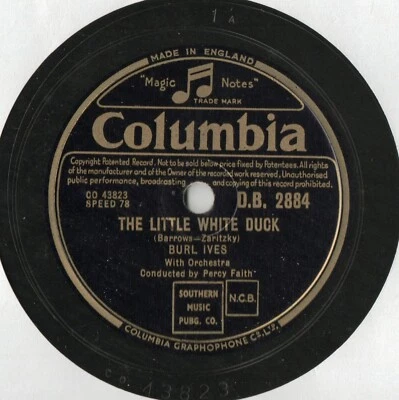 1 A
MADE IN ENGLAND
"Magic Notes"
TRADE MARK
Columbia
Copyright Patented Record. Not to be sold below price fixed by Patentees. All rights
of the manufacturer and of the Owner of the recorded work reserved. Unauthorised
public performance, broadcasting and copying of this record prohibited.
CO 43823
SPEED 78
D.B. 2884
THE LITTLE WHITE DUCK
(Barrows—Zaritzky)
BURL IVES
With Orchestra
Conducted by Percy Faith
SOUTHERN
MUSIC
PUBG. CO.
N.C.B.
COLUMBIA GRAPHOPHONE CO. LTD.
CO 43823